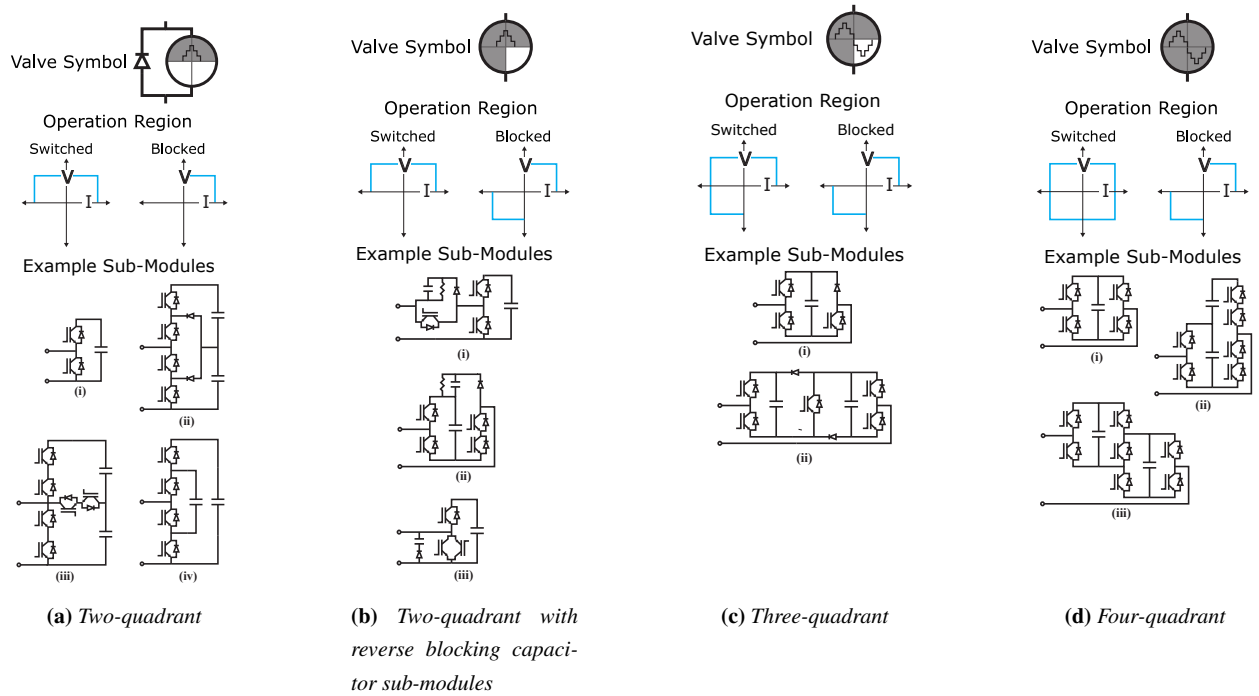 Valve Symbol
Operation Region
Switched
Blocked
V
I
V
I
Example Sub-Modules
(i)
(ii)
(iii)
(iv)
(a) Two-quadrant
Valve Symbol
Operation Region
Switched
Blocked
V
I
V
I
Example Sub-Modules
(i)
(ii)
(iii)
(b) Two-quadrant with
reverse blocking capaci-
tor sub-modules
Valve Symbol
Operation Region
Switched
Blocked
V
I
V
I
Example Sub-Modules
(i)
(ii)
(c) Three-quadrant
Valve Symbol
Operation Region
Switched
Blocked
V
I
V
I
Example Sub-Modules
(i)
(ii)
(iii)
(d) Four-quadrant